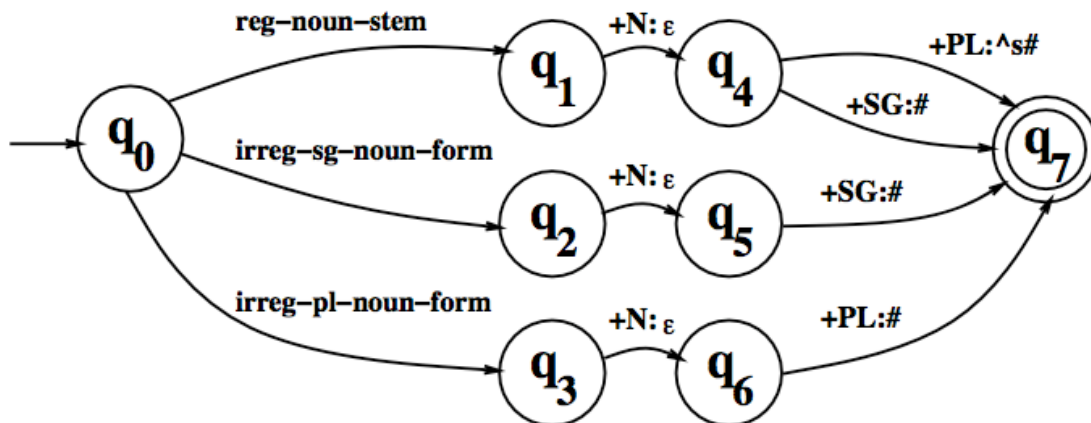 reg-noun-stem
+N: ε
+PL:^s#
q1
q4
+SG:#
q0
q7
irreg-sg-noun-form
+N: ε
+SG:#
q2
q5
irreg-pl-noun-form
+N: ε
+PL:#
q3
q6